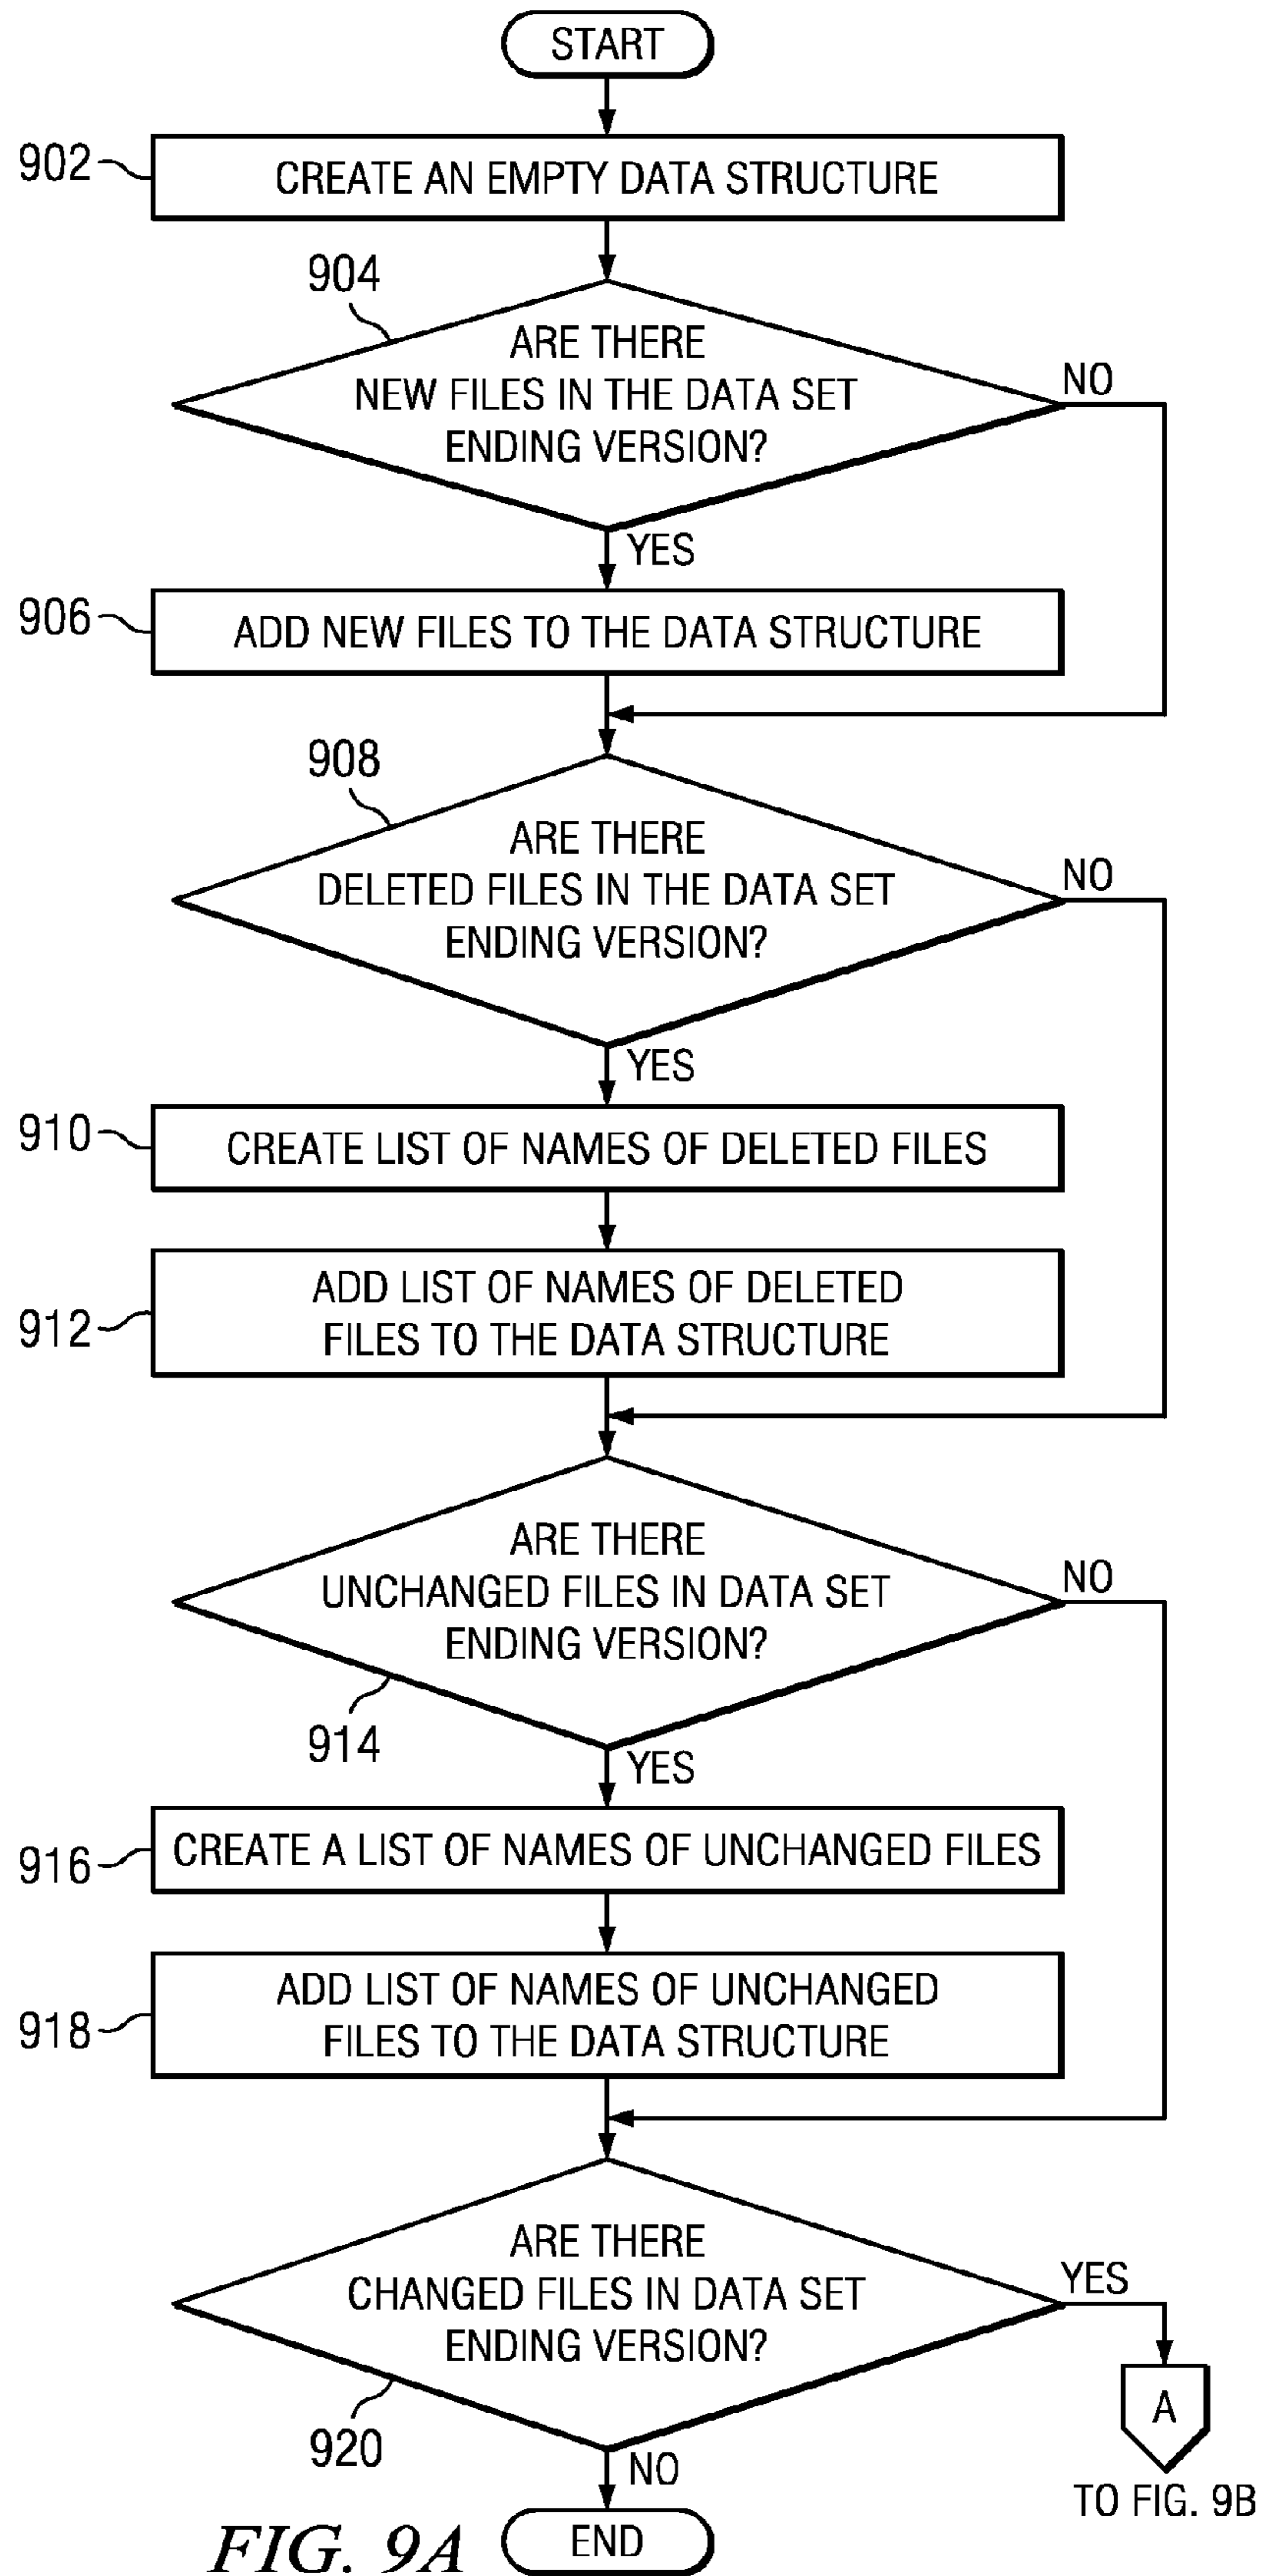 START
902
CREATE AN EMPTY DATA STRUCTURE
904
ARE THERE
NEW FILES IN THE DATA SET
ENDING VERSION?
NO
YES
906
ADD NEW FILES TO THE DATA STRUCTURE
908
ARE THERE
DELETED FILES IN THE DATA SET
ENDING VERSION?
NO
YES
910
CREATE LIST OF NAMES OF DELETED FILES
912
ADD LIST OF NAMES OF DELETED
FILES TO THE DATA STRUCTURE
ARE THERE
UNCHANGED FILES IN DATA SET
ENDING VERSION?
NO
914
YES
916
CREATE A LIST OF NAMES OF UNCHANGED FILES
918
ADD LIST OF NAMES OF UNCHANGED
FILES TO THE DATA STRUCTURE
ARE THERE
CHANGED FILES IN DATA SET
ENDING VERSION?
YES
920
A
NO
TO FIG. 9B
FIG. 9A
END